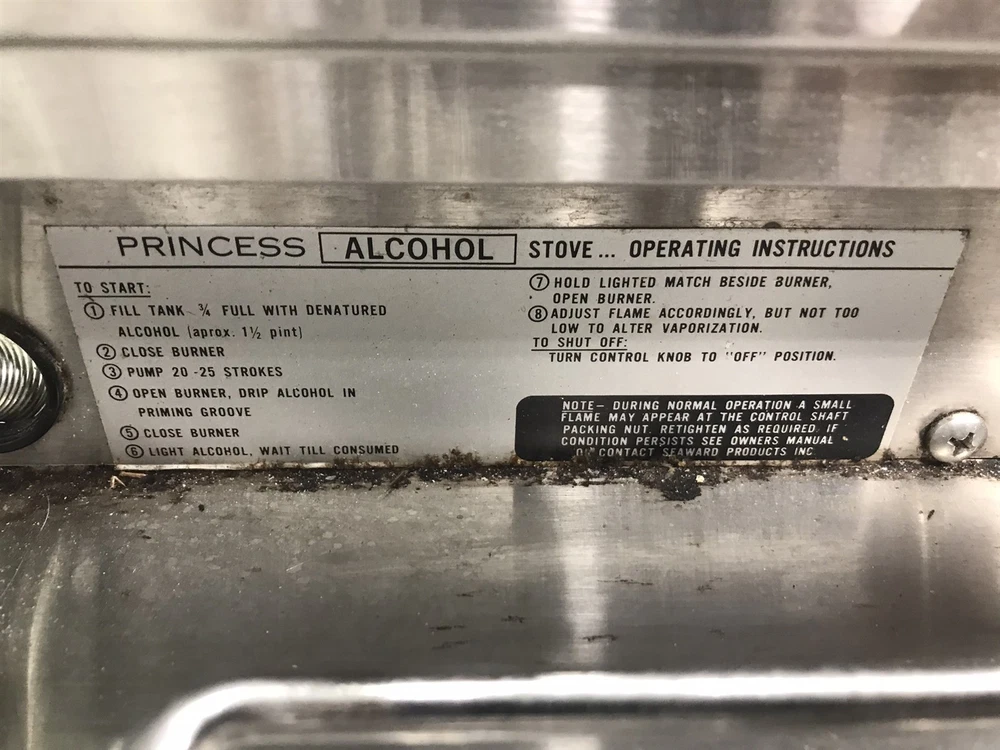 PRINCESS ALCOHOL STOVE... OPERATING INSTRUCTIONS
TO START:
① FILL TANK ¾ FULL WITH DENATURED
ALCOHOL (aprox. 1½ pint)
② CLOSE BURNER
③ PUMP 20-25 STROKES
④ OPEN BURNER, DRIP ALCOHOL IN
PRIMING GROOVE
⑤ CLOSE BURNER
⑥ LIGHT ALCOHOL, WAIT TILL CONSUMED
⑦ HOLD LIGHTED MATCH BESIDE BURNER,
OPEN BURNER.
⑧ ADJUST FLAME ACCORDINGLY, BUT NOT TOO
LOW TO ALTER VAPORIZATION.
TO SHUT OFF:
TURN CONTROL KNOB TO "OFF" POSITION.
NOTE- DURING NORMAL OPERATION A SMALL
FLAME MAY APPEAR AT THE CONTROL SHAFT
PACKING NUT. RETIGHTEN AS REQUIRED. IF
CONDITION PERSISTS SEE OWNERS MANUAL
OR CONTACT SEAWARD PRODUCTS INC